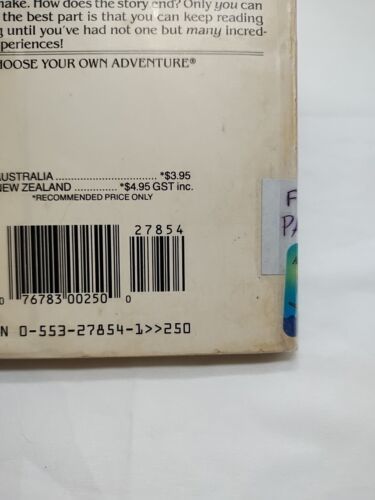 make. How does the story end? Only you can
the best part is that you can keep reading
until you've had not one but many incred-
periences!
CHOOSE YOUR OWN ADVENTURE®
AUSTRALIA ................................ *$3.95
NEW ZEALAND ............. *$4.95 GST inc.
*RECOMMENDED PRICE ONLY
27854
0 76783 00250 0
N 0-553-27854-1>>250
F
PA